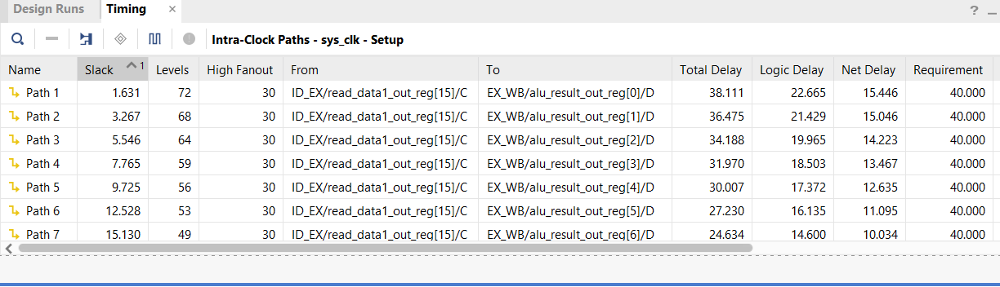 Design Runs Timing × ? _
Intra-Clock Paths - sys_clk - Setup
Name Slack 1 Levels High Fanout From To Total Delay Logic Delay Net Delay Requirement
Path 1 1.631 72 30 ID_EX/read_data1_out_reg[15]/C EX_WB/alu_result_out_reg[0]/D 38.111 22.665 15.446 40.000
Path 2 3.267 68 30 ID_EX/read_data1_out_reg[15]/C EX_WB/alu_result_out_reg[1]/D 36.475 21.429 15.046 40.000
Path 3 5.546 64 30 ID_EX/read_data1_out_reg[15]/C EX_WB/alu_result_out_reg[2]/D 34.188 19.965 14.223 40.000
Path 4 7.765 59 30 ID_EX/read_data1_out_reg[15]/C EX_WB/alu_result_out_reg[3]/D 31.970 18.503 13.467 40.000
Path 5 9.725 56 30 ID_EX/read_data1_out_reg[15]/C EX_WB/alu_result_out_reg[4]/D 30.007 17.372 12.635 40.000
Path 6 12.528 53 30 ID_EX/read_data1_out_reg[15]/C EX_WB/alu_result_out_reg[5]/D 27.230 16.135 11.095 40.000
Path 7 15.130 49 30 ID_EX/read_data1_out_reg[15]/C EX_WB/alu_result_out_reg[6]/D 24.634 14.600 10.034 40.000